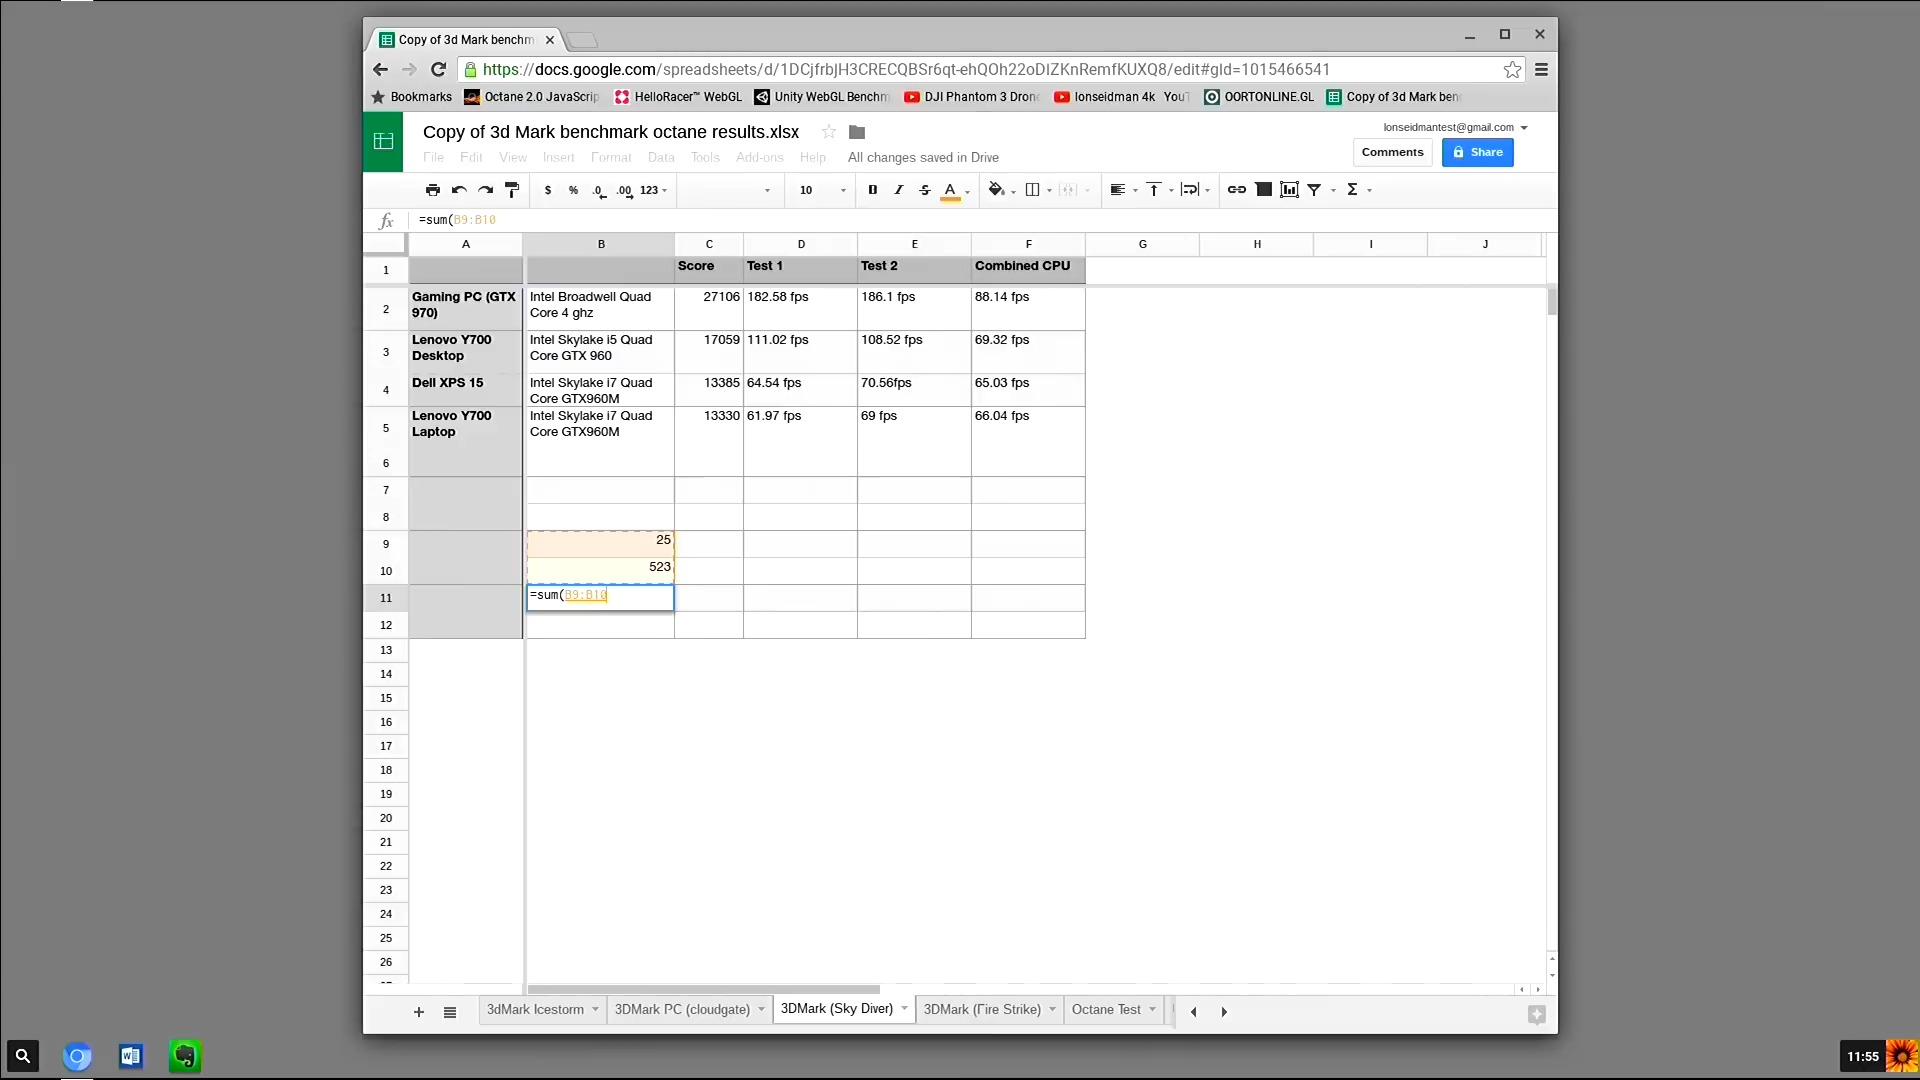 Copy of 3d Mark benchm
https://docs.google.com/spreadsheets/d/1DCjfrbjH3CRECQBSr6qt-ehQOh22oDIZKnRemfKUXQ8/edit#gid=1015466541
Bookmarks Octane 2.0 JavaScrip HelloRacer™ WebGL Unity WebGL Benchm DJI Phantom 3 Dron lonseidman 4k YouT OORTONLINE.GL Copy of 3d Mark ben
Copy of 3d Mark benchmark octane results.xlsx
lonseidmantest@gmail.com
File Edit View Insert Format Data Tools Add-ons Help All changes saved in Drive
Comments Share
$ % .0 .00 123 10 B I S A Σ
fx =sum(B9:B10
A B C D E F G H I J
1 Score Test 1 Test 2 Combined CPU
2 Gaming PC (GTX 970) Intel Broadwell Quad Core 4 ghz 27106 182.58 fps 186.1 fps 88.14 fps
3 Lenovo Y700 Desktop Intel Skylake i5 Quad Core GTX 960 17059 111.02 fps 108.52 fps 69.32 fps
4 Dell XPS 15 Intel Skylake i7 Quad Core GTX960M 13385 64.54 fps 70.56fps 65.03 fps
5 Lenovo Y700 Laptop Intel Skylake i7 Quad Core GTX960M 13330 61.97 fps 69 fps 66.04 fps
6
7
8
9 25
10 523
11 =sum(B9:B10
12
13
14
15
16
17
18
19
20
21
22
23
24
25
26
3dMark Icestorm 3DMark PC (cloudgate) 3DMark (Sky Diver) 3DMark (Fire Strike) Octane Test
11:55